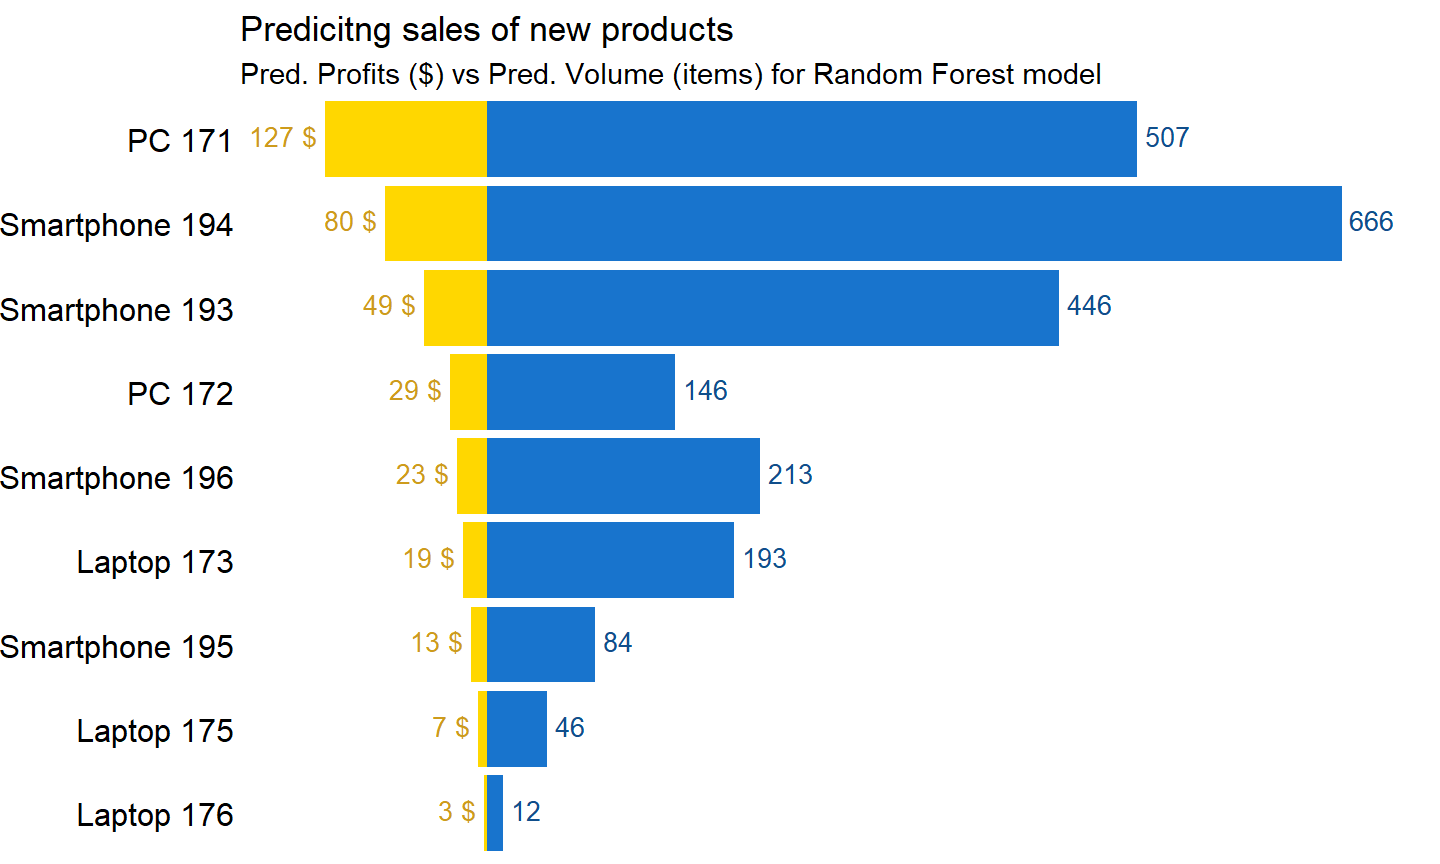 Predicitng sales of new products
Pred. Profits ($) vs Pred. Volume (items) for Random Forest model
PC 171 127 $ 507
Smartphone 194 80 $ 666
Smartphone 193 49 $ 446
PC 172 29 $ 146
Smartphone 196 23 $ 213
Laptop 173 19 $ 193
Smartphone 195 13 $ 84
Laptop 175 7 $ 46
Laptop 176 3 $ 12